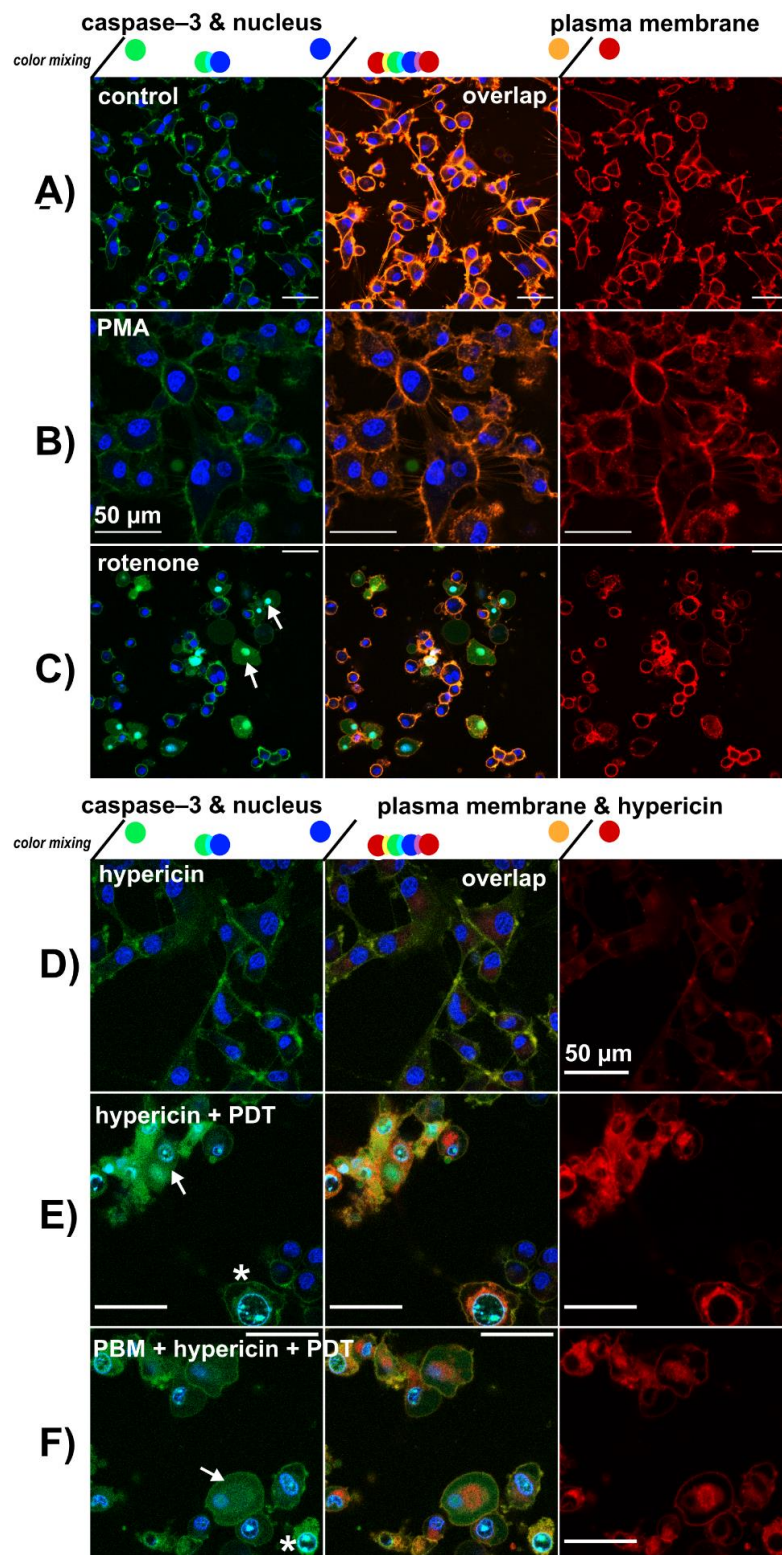 caspase–3 & nucleus
plasma membrane
color mixing
control
overlap
A)
PMA
B)
50 µm
rotenone
C)
caspase–3 & nucleus
plasma membrane & hypericin
color mixing
hypericin
overlap
D)
50 µm
hypericin + PDT
E)
*
PBM + hypericin + PDT
F)
*